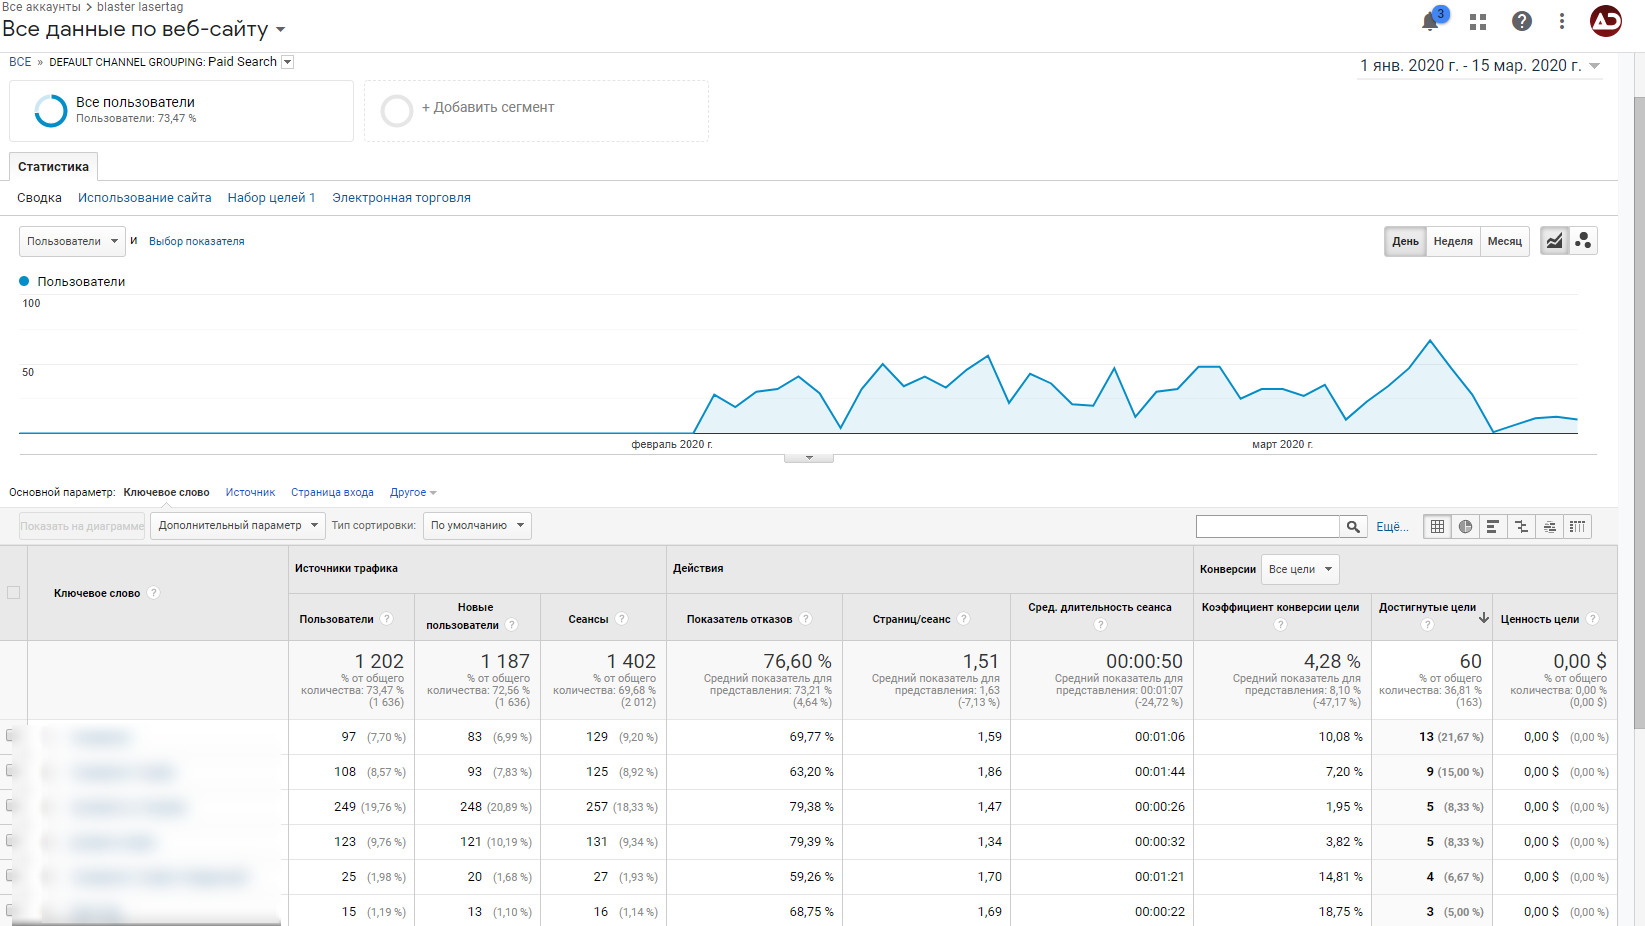 Все аккаунты > blaster lasertag
Все данные по веб-сайту
3
ВСЕ » DEFAULT CHANNEL GROUPING: Paid Search
1 янв. 2020 г. - 15 мар. 2020 г.
Все пользователи
Пользователи: 73,47 %
+ Добавить сегмент
Статистика
Сводка Использование сайта Набор целей 1 Электронная торговля
Пользователи и Выбор показателя
День Неделя Месяц
Пользователи
100
50
февраль 2020 г. март 2020 г.
Основной параметр: Ключевое слово Источник Страница входа Другое
Показать на диаграмме Дополнительный параметр Тип сортировки: По умолчанию Ещё...
Источники трафика Действия Конверсии Все цели
Ключевое слово ?
Пользователи ? Новые пользователи ? Сеансы ? Показатель отказов ? Страниц/сеанс ? Сред. длительность сеанса ? Коэффициент конверсии цели ? Достигнутые цели ? Ценность цели ?
1 202 1 187 1 402 76,60 % 1,51 00:00:50 4,28 % 60 0,00 $
% от общего % от общего % от общего Средний показатель для Средний показатель для Средний показатель для Средний показатель для % от общего % от общего
количества: 73,47 % количества: 72,56 % количества: 69,68 % представления: 73,21 % представления: 1,63 представления: 00:01:07 представления: 8,10 % количества: 36,81 % количества: 0,00 %
(1 636) (1 636) (2 012) (4,64 %) (-7,13 %) (-24,72 %) (-47,17 %) (163) (0,00 $)
97 (7,70 %) 83 (6,99 %) 129 (9,20 %) 69,77 % 1,59 00:01:06 10,08 % 13 (21,67 %) 0,00 $ (0,00 %)
108 (8,57 %) 93 (7,83 %) 125 (8,92 %) 63,20 % 1,86 00:01:44 7,20 % 9 (15,00 %) 0,00 $ (0,00 %)
249 (19,76 %) 248 (20,89 %) 257 (18,33 %) 79,38 % 1,47 00:00:26 1,95 % 5 (8,33 %) 0,00 $ (0,00 %)
123 (9,76 %) 121 (10,19 %) 131 (9,34 %) 79,39 % 1,34 00:00:32 3,82 % 5 (8,33 %) 0,00 $ (0,00 %)
25 (1,98 %) 20 (1,68 %) 27 (1,93 %) 59,26 % 1,70 00:01:21 14,81 % 4 (6,67 %) 0,00 $ (0,00 %)
15 (1,19 %) 13 (1,10 %) 16 (1,14 %) 68,75 % 1,69 00:00:22 18,75 % 3 (5,00 %) 0,00 $ (0,00 %)